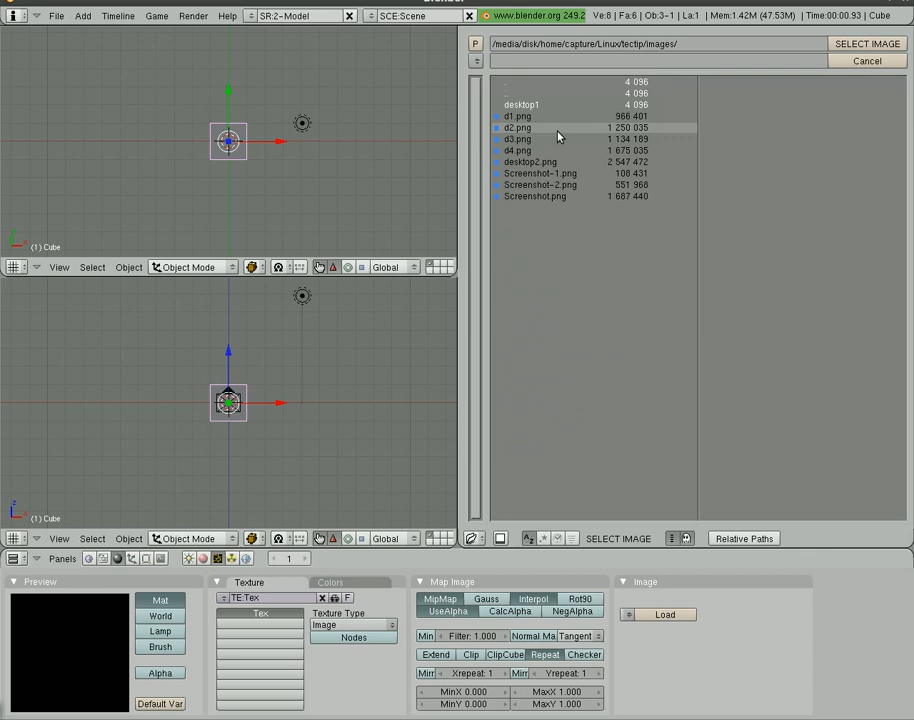 Blender
File Add Timeline Game Render Help SR:2-Model SCE:Scene www.blender.org 249.2 Ve:8 | Fa:6 | Ob:3-1 | La:1 | Mem:1.42M (47.53M) | Time:00:00.93 | Cube
P /media/disk/home/capture/Linux/tectip/images/ SELECT IMAGE
Cancel
. 4 096
.. 4 096
desktop1 4 096
d1.png 966 401
d2.png 1 250 035
d3.png 1 134 189
d4.png 1 675 035
desktop2.png 2 547 472
Screenshot-1.png 108 431
Screenshot-2.png 551 968
Screenshot.png 1 687 440
(1) Cube
View Select Object Object Mode Global
(1) Cube
View Select Object Object Mode Global
SELECT IMAGE Relative Paths
Panels 1
Preview
Mat
World
Lamp
Brush
Alpha
Default Var
Texture Colors
TE:Tex F
Tex
Texture Type
Image
Nodes
Map Image
MipMap Gauss Interpol Rot90
UseAlpha CalcAlpha NegAlpha
Min Filter: 1.000 Normal Ma Tangent
Extend Clip ClipCube Repeat Checker
Mirr Xrepeat: 1 Mirr Yrepeat: 1
MinX 0.000 MaxX 1.000
MinY 0.000 MaxY 1.000
Image
Load